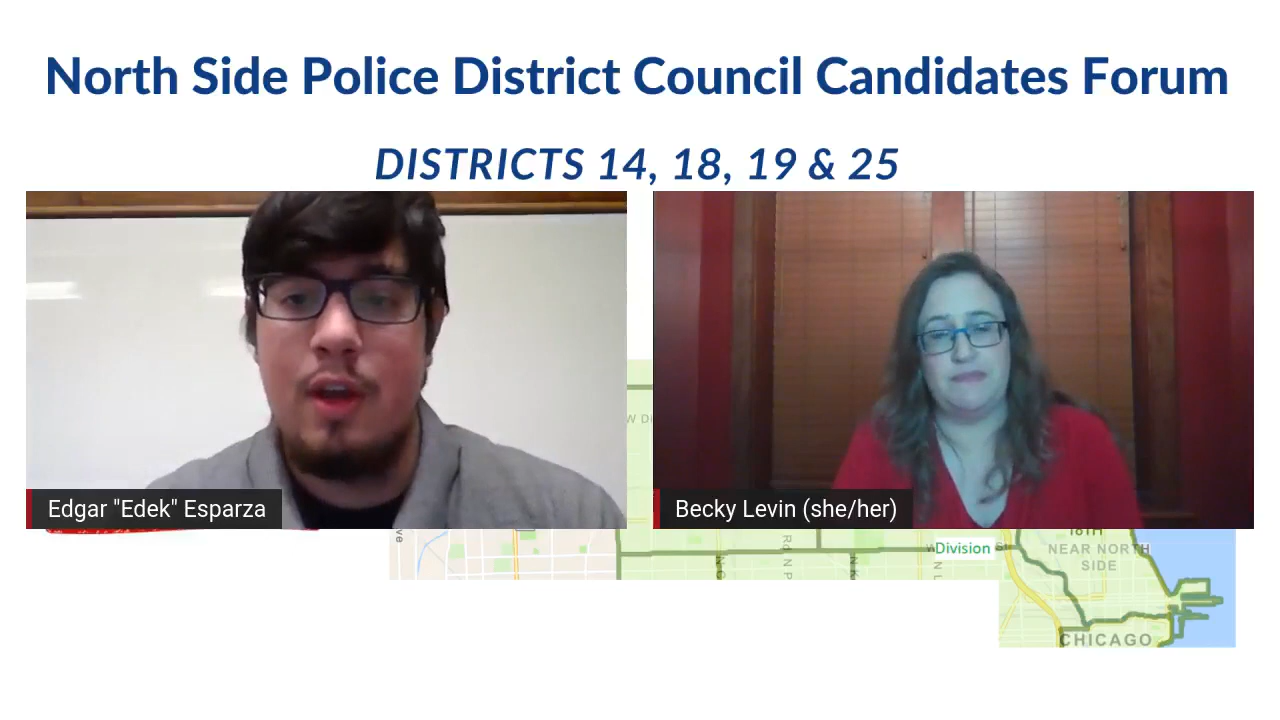 North Side Police District Council Candidates Forum
DISTRICTS 14, 18, 19 & 25
Edgar "Edek" Esparza
Becky Levin (she/her)
Division
NEAR NORTH
SIDE
CHICAGO